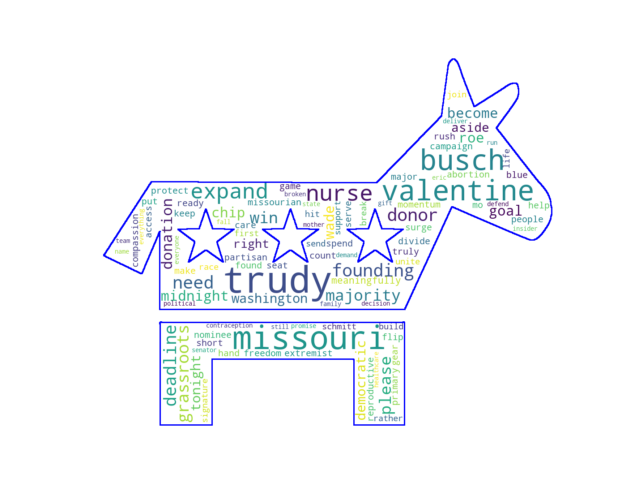 join
become
deliver
aside
rush roe run
campaign
busch life
major eric abortion blue
valentine
protect expand game nurse
broken
put ready missourian state gift mo defend goal
keep chip win hit wade support serve break donor momentum people help
access donation care mother surge insider
compassion everyone first right sendspend divide
team partisan count demand truly
name found seat unite
make race trudy founding
need meaningfully
midnight washington majority
political family decision
contraception still promise schmitt build
nominee missouri flip
short
senator hand freedom extremist
deadline grassroots tonight signature
democratic reproductive please primary gear
rather